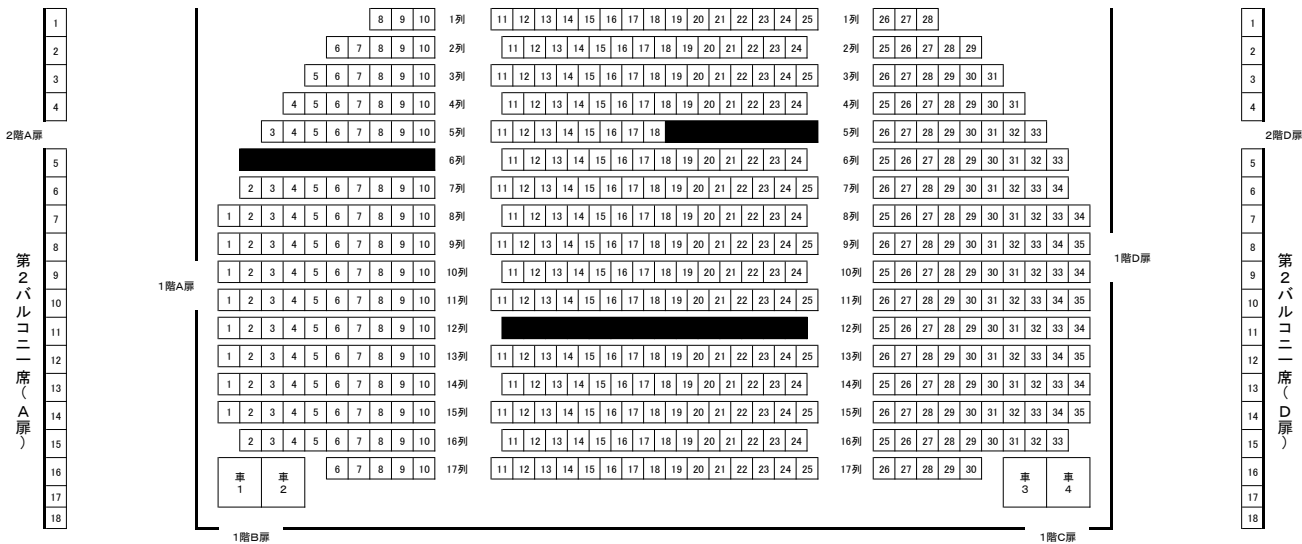 1 8 9 10 1列 11 12 13 14 15 16 17 18 19 20 21 22 23 24 25 1列 26 27 28 1
2 6 7 8 9 10 2列 11 12 13 14 15 16 17 18 19 20 21 22 23 24 2列 25 26 27 28 29 2
3 5 6 7 8 9 10 3列 11 12 13 14 15 16 17 18 19 20 21 22 23 24 25 3列 26 27 28 29 30 31 3
4 4 5 6 7 8 9 10 4列 11 12 13 14 15 16 17 18 19 20 21 22 23 24 4列 25 26 27 28 29 30 31 4
2階A扉 3 4 5 6 7 8 9 10 5列 11 12 13 14 15 16 17 18 5列 26 27 28 29 30 31 32 33 2階D扉
5 6列 11 12 13 14 15 16 17 18 19 20 21 22 23 24 6列 25 26 27 28 29 30 31 32 33 5
6 2 3 4 5 6 7 8 9 10 7列 11 12 13 14 15 16 17 18 19 20 21 22 23 24 25 7列 26 27 28 29 30 31 32 33 34 6
7 1 2 3 4 5 6 7 8 9 10 8列 11 12 13 14 15 16 17 18 19 20 21 22 23 24 8列 25 26 27 28 29 30 31 32 33 34 7
8 1 2 3 4 5 6 7 8 9 10 9列 11 12 13 14 15 16 17 18 19 20 21 22 23 24 25 9列 26 27 28 29 30 31 32 33 34 35 8
1階D扉
9 1 2 3 4 5 6 7 8 9 10 10列 11 12 13 14 15 16 17 18 19 20 21 22 23 24 10列 25 26 27 28 29 30 31 32 33 34 9
1階A扉
10 1 2 3 4 5 6 7 8 9 10 11列 11 12 13 14 15 16 17 18 19 20 21 22 23 24 25 11列 26 27 28 29 30 31 32 33 34 35 10
11 1 2 3 4 5 6 7 8 9 10 12列 12列 25 26 27 28 29 30 31 32 33 34 11
12 1 2 3 4 5 6 7 8 9 10 13列 11 12 13 14 15 16 17 18 19 20 21 22 23 24 25 13列 26 27 28 29 30 31 32 33 34 35 12
13 1 2 3 4 5 6 7 8 9 10 14列 11 12 13 14 15 16 17 18 19 20 21 22 23 24 14列 25 26 27 28 29 30 31 32 33 34 13
14 1 2 3 4 5 6 7 8 9 10 15列 11 12 13 14 15 16 17 18 19 20 21 22 23 24 25 15列 26 27 28 29 30 31 32 33 34 35 14
15 2 3 4 5 6 7 8 9 10 16列 11 12 13 14 15 16 17 18 19 20 21 22 23 24 16列 25 26 27 28 29 30 31 32 33 15
16 車1 車2 6 7 8 9 10 17列 11 12 13 14 15 16 17 18 19 20 21 22 23 24 25 17列 26 27 28 29 30 車3 車4 16
17 17
18 18
1階B扉 1階C扉
第2バルコニー席(A扉)
第2バルコニー席(D扉)